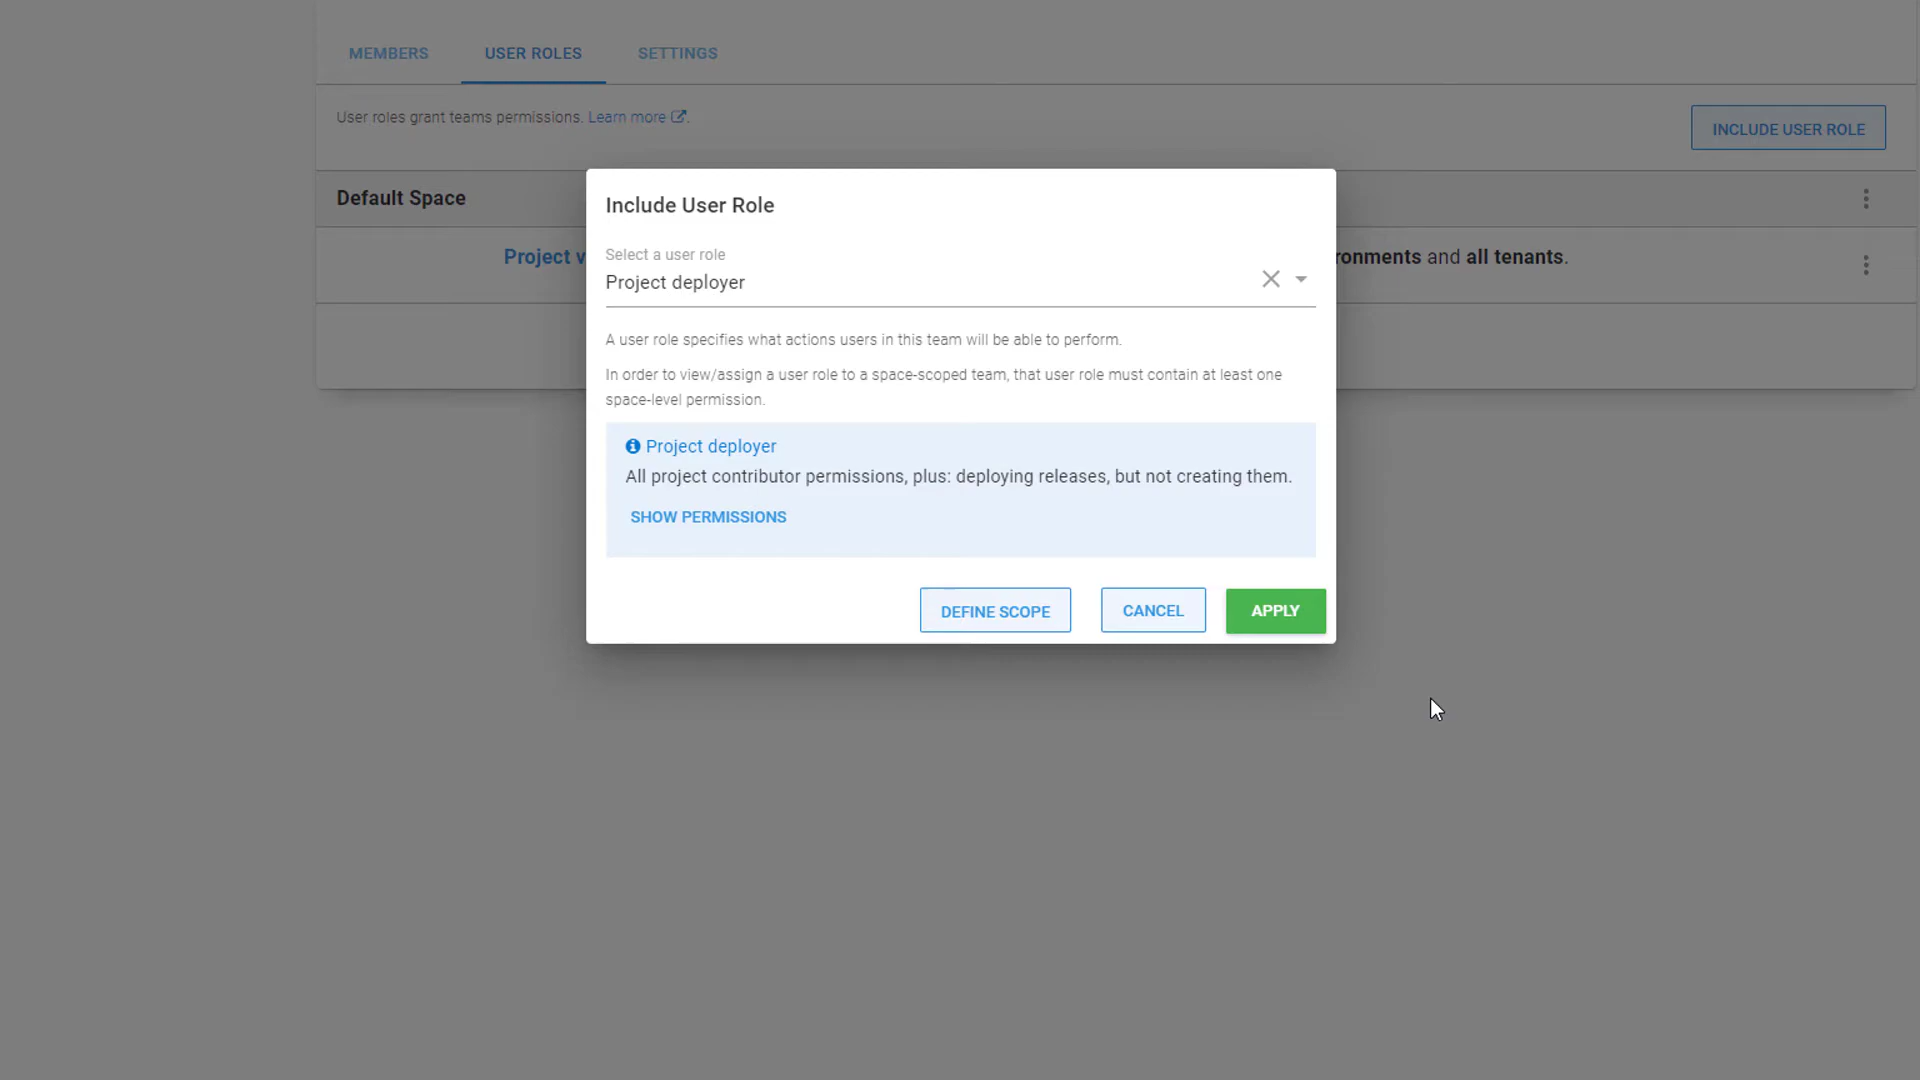 MEMBERS
USER ROLES
SETTINGS
User roles grant teams permissions. Learn more.
INCLUDE USER ROLE
Default Space
Project
ronments and all tenants.
Include User Role
Select a user role
Project deployer
A user role specifies what actions users in this team will be able to perform.
In order to view/assign a user role to a space-scoped team, that user role must contain at least one
space-level permission.
Project deployer
All project contributor permissions, plus: deploying releases, but not creating them.
SHOW PERMISSIONS
DEFINE SCOPE
CANCEL
APPLY